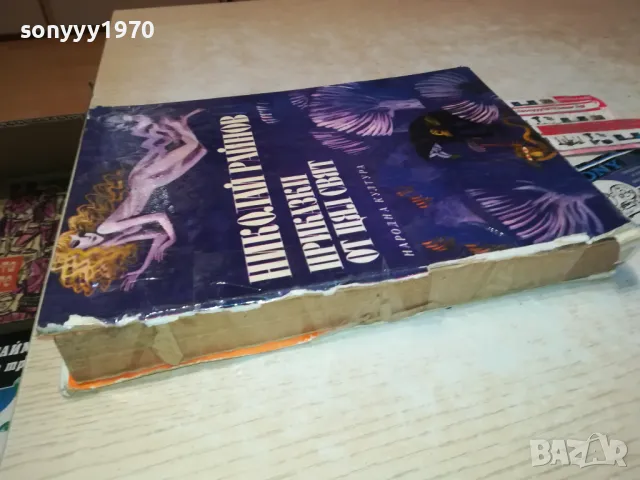 sonyyy1970
НИКОЛАЙ РАЙНОВ
ПРИКАЗКИ
ОТ ЦЯЛ СВЯТ
НАРОДНА КУЛТУРА
BAZAR